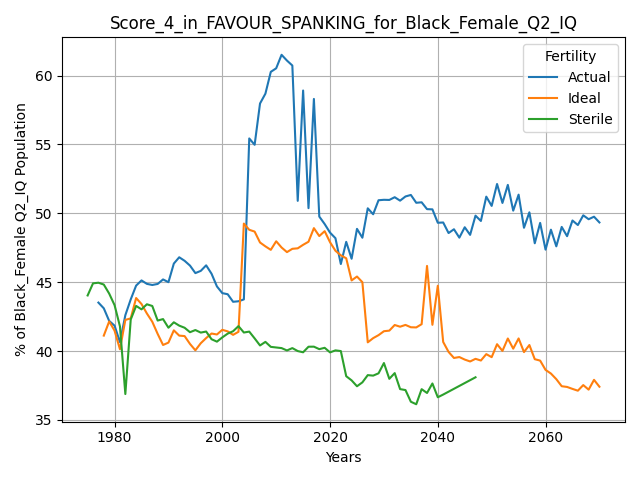 Score_4_in_FAVOUR_SPANKING_for_Black_Female_Q2_IQ
% of Black_Female Q2_IQ Population
60
55
50
45
40
35
Fertility
Actual
Ideal
Sterile
1980
2000
2020
2040
2060
Years